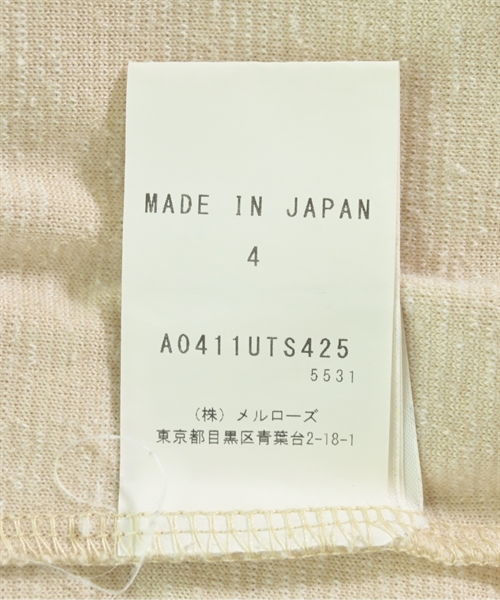 MADE IN JAPAN
4
A0411UTS425
5531
(株) メルローズ
東京都目黒区青葉台2-18-1